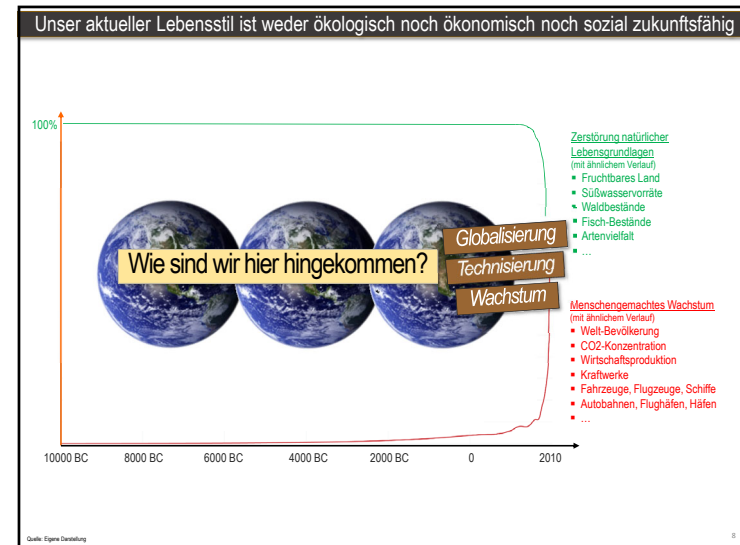 Unser aktueller Lebensstil ist weder ökologisch noch ökonomisch noch sozial zukunftsfähig
100%
Zerstörung natürlicher
Lebensgrundlagen
(mit ähnlichem Verlauf)
▪ Fruchtbares Land
▪ Süßwasservorräte
▪ Waldbestände
▪ Fisch-Bestände
▪ Artenvielfalt
▪ …
Globalisierung
Wie sind wir hier hingekommen?
Technisierung
Wachstum
Menschengemachtes Wachstum
(mit ähnlichem Verlauf)
▪ Welt-Bevölkerung
▪ CO2-Konzentration
▪ Wirtschaftsproduktion
▪ Kraftwerke
▪ Fahrzeuge, Flugzeuge, Schiffe
▪ Autobahnen, Flughäfen, Häfen
▪ …
10000 BC 8000 BC 6000 BC 4000 BC 2000 BC 0 2010
Quelle: Eigene Darstellung
8